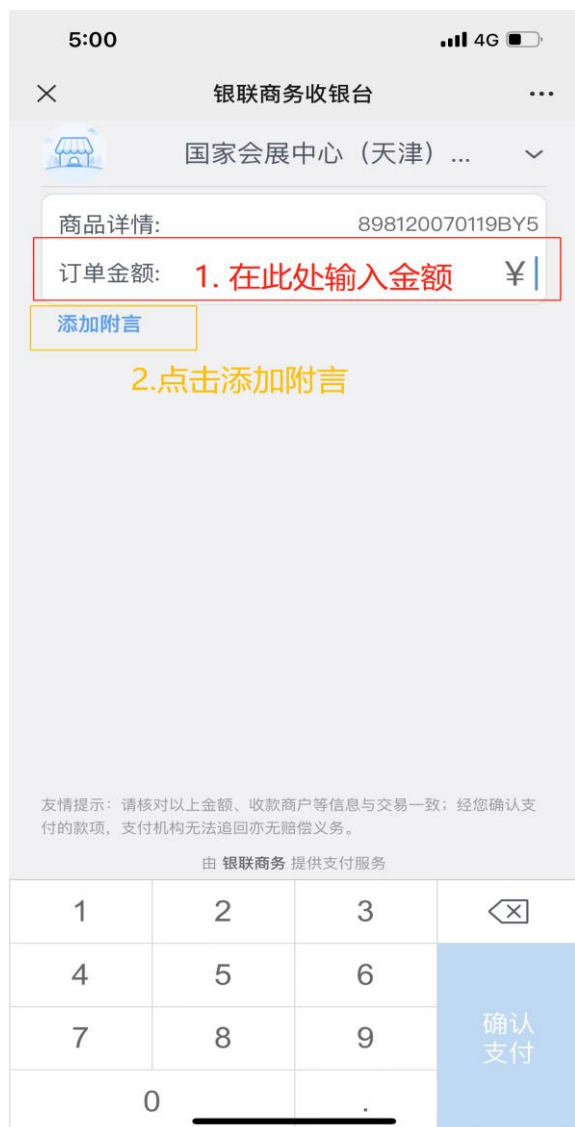 5:00
4G
银联商务收银台
国家会展中心（天津）...
商品详情:
898120070119BY5
订单金额:
1. 在此处输入金额
¥
添加附言
2.点击添加附言
友情提示：请核对以上金额、收款商户等信息与交易一致；经您确认支
付的款项，支付机构无法追回亦无赔偿义务。
由 银联商务 提供支付服务
1
2
3
4
5
6
确认
支付
7
8
9
0
.